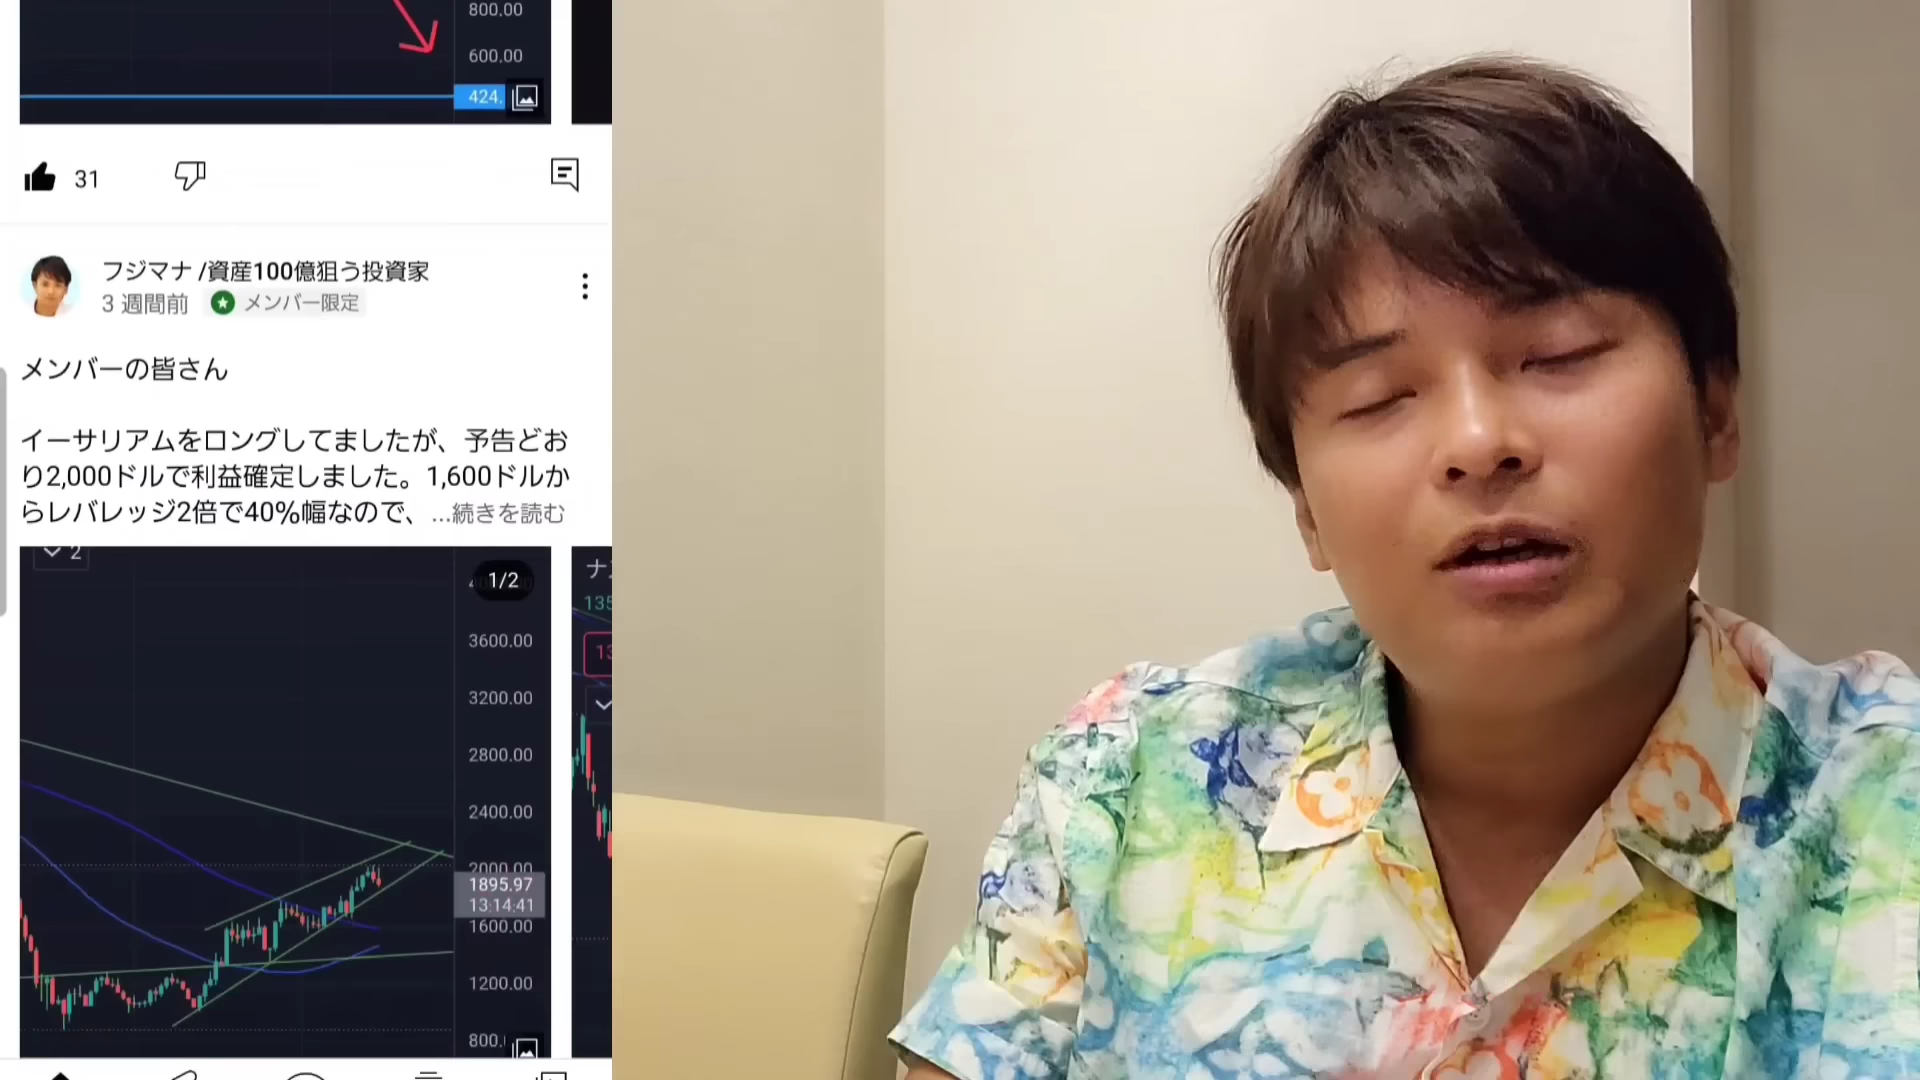 800.00
600.00
424.
31
フジマナ /資産100億狙う投資家
3 週間前 メンバー限定
メンバーの皆さん
イーサリアムをロングしてましたが、予告どお
り2,000ドルで利益確定しました。1,600ドルか
らレバレッジ2倍で40%幅なので、...続きを読む
2
1/2
3600.00
3200.00
2800.00
2400.00
2000.00
1895.97
13:14:41
1600.00
1200.00
800.
ナ
135
13